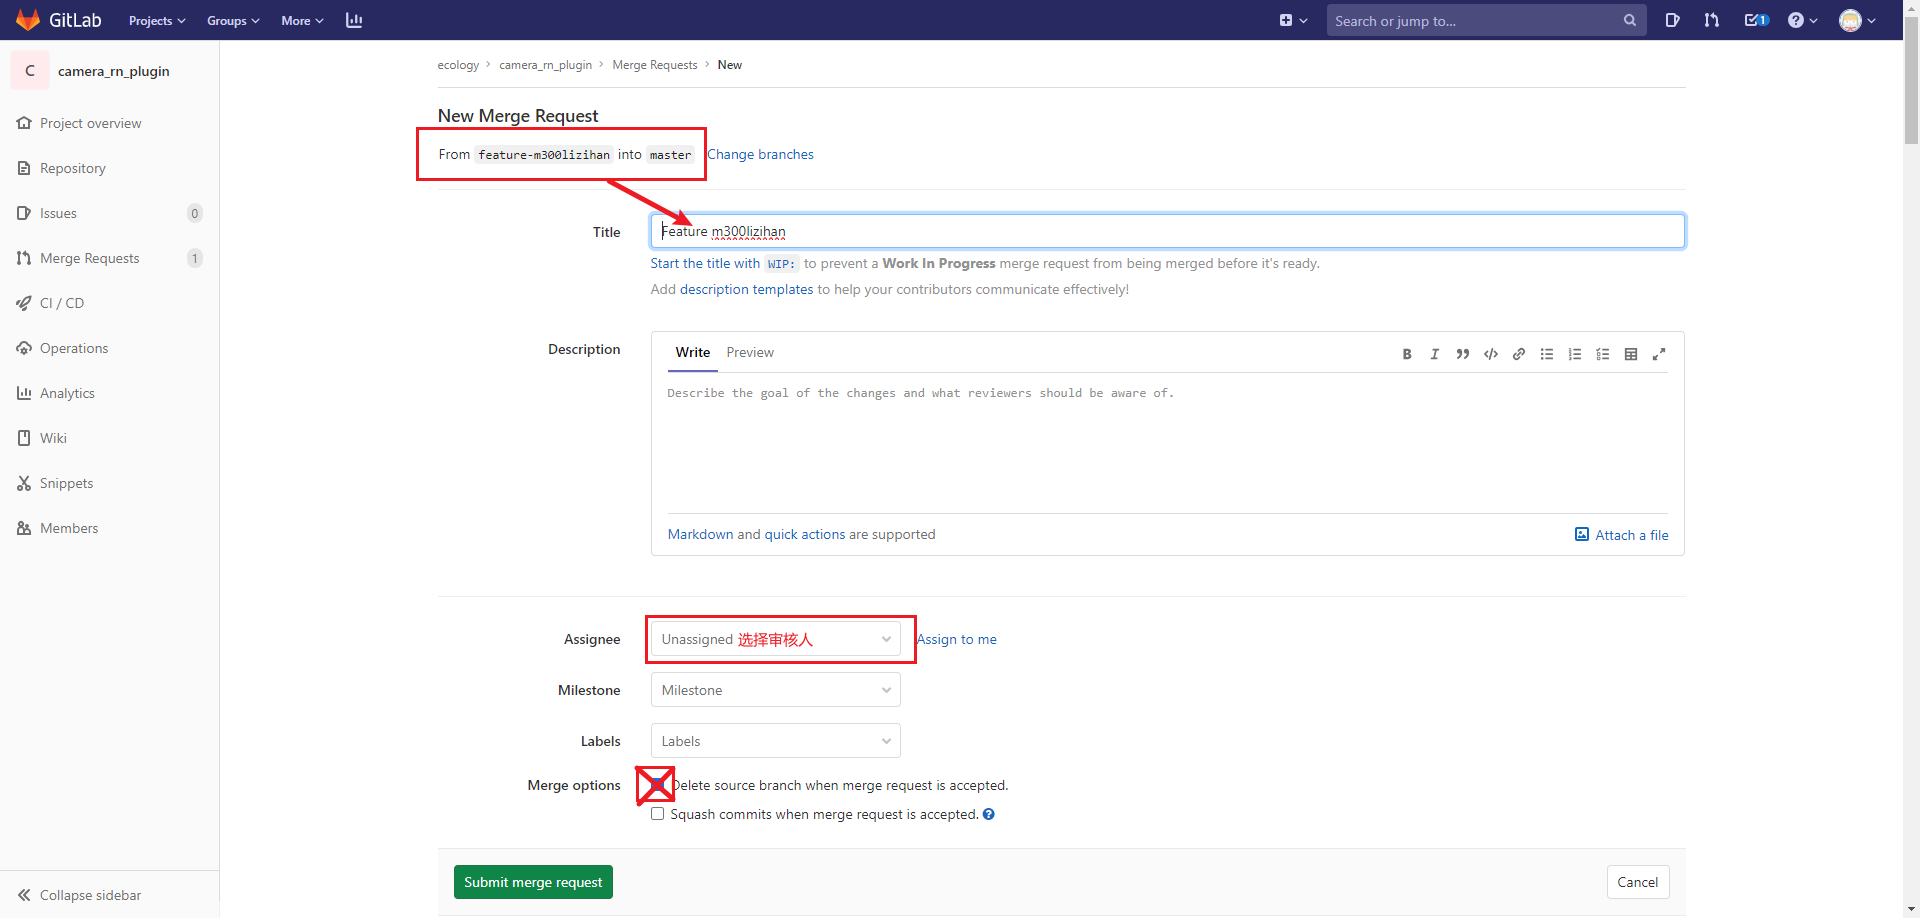 GitLab Projects Groups More Search or jump to... 1
C camera_rn_plugin
Project overview
Repository
Issues 0
Merge Requests 1
CI / CD
Operations
Analytics
Wiki
Snippets
Members
Collapse sidebar
ecology › camera_rn_plugin › Merge Requests › New
New Merge Request
From feature-m300lizihan into master Change branches
Title Feature m300lizihan
Start the title with WIP: to prevent a Work In Progress merge request from being merged before it's ready.
Add description templates to help your contributors communicate effectively!
Description Write Preview
Describe the goal of the changes and what reviewers should be aware of.
Markdown and quick actions are supported Attach a file
Assignee Unassigned 选择审核人 Assign to me
Milestone Milestone
Labels Labels
Merge options Delete source branch when merge request is accepted.
Squash commits when merge request is accepted.
Submit merge request Cancel